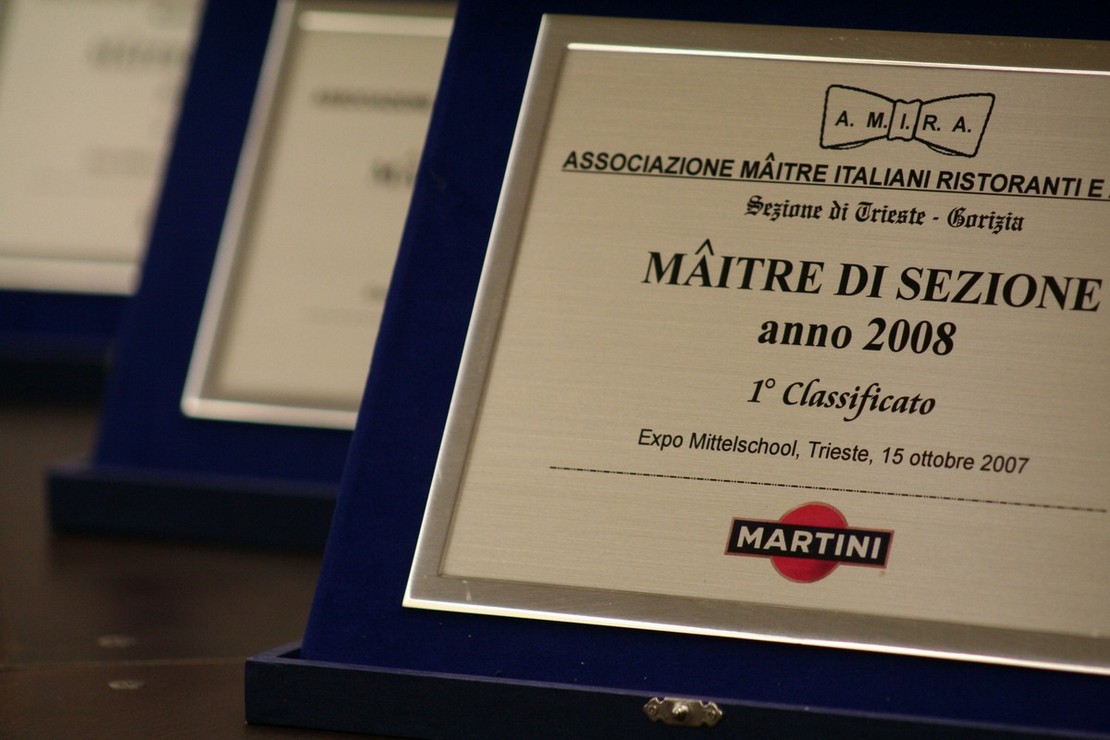 A. M. I. R. A.
ASSOCIAZIONE MÂITRE ITALIANI RISTORANTI E
Sezione di Trieste - Gorizia
MÂITRE DI SEZIONE
anno 2008
1° Classificato
Expo Mittelschool, Trieste, 15 ottobre 2007
MARTINI